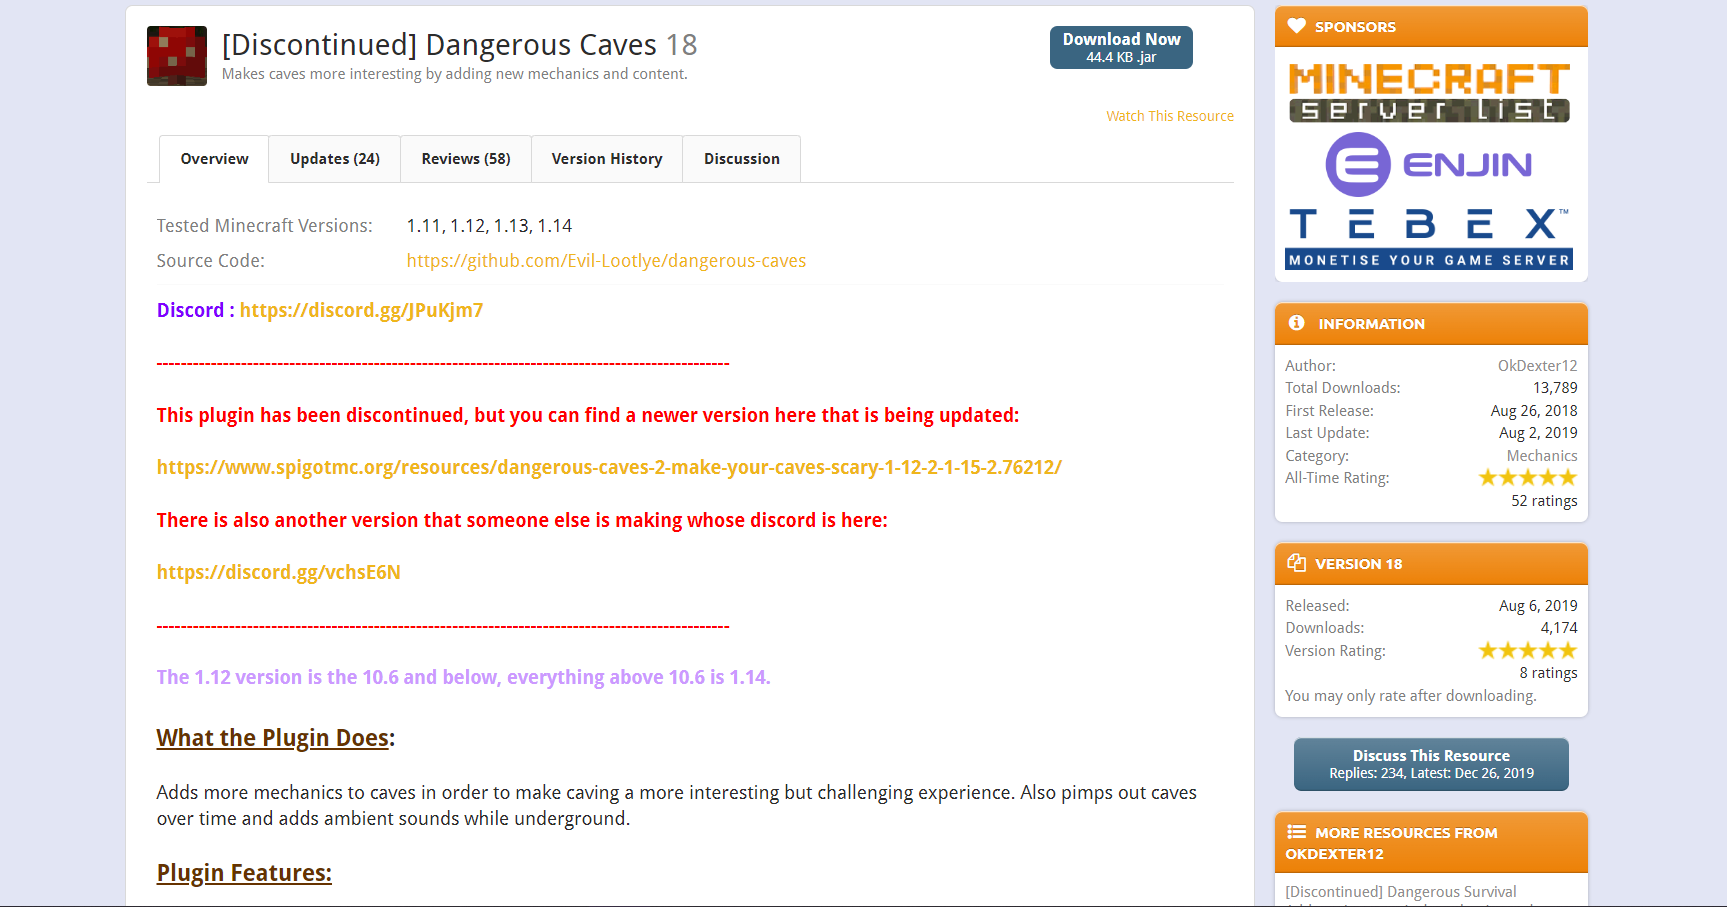 [Discontinued] Dangerous Caves 18
Makes caves more interesting by adding new mechanics and content.
Download Now
44.4 KB .jar
Watch This Resource
Overview
Updates (24)
Reviews (58)
Version History
Discussion
Tested Minecraft Versions: 1.11, 1.12, 1.13, 1.14
Source Code: https://github.com/Evil-Lootlye/dangerous-caves
Discord : https://discord.gg/JPuKjm7
-----------------------------------------------------------------------------------------------
This plugin has been discontinued, but you can find a newer version here that is being updated:
https://www.spigotmc.org/resources/dangerous-caves-2-make-your-caves-scary-1-12-2-1-15-2.76212/
There is also another version that someone else is making whose discord is here:
https://discord.gg/vchsE6N
-----------------------------------------------------------------------------------------------
The 1.12 version is the 10.6 and below, everything above 10.6 is 1.14.
What the Plugin Does:
Adds more mechanics to caves in order to make caving a more interesting but challenging experience. Also pimps out caves
over time and adds ambient sounds while underground.
Plugin Features:
SPONSORS
MINECRAFT
server list
ENJIN
TEBEX™
MONETISE YOUR GAME SERVER
INFORMATION
Author: OkDexter12
Total Downloads: 13,789
First Release: Aug 26, 2018
Last Update: Aug 2, 2019
Category: Mechanics
All-Time Rating:
52 ratings
VERSION 18
Released: Aug 6, 2019
Downloads: 4,174
Version Rating:
8 ratings
You may only rate after downloading.
Discuss This Resource
Replies: 234, Latest: Dec 26, 2019
MORE RESOURCES FROM
OKDEXTER12
[Discontinued] Dangerous Survival